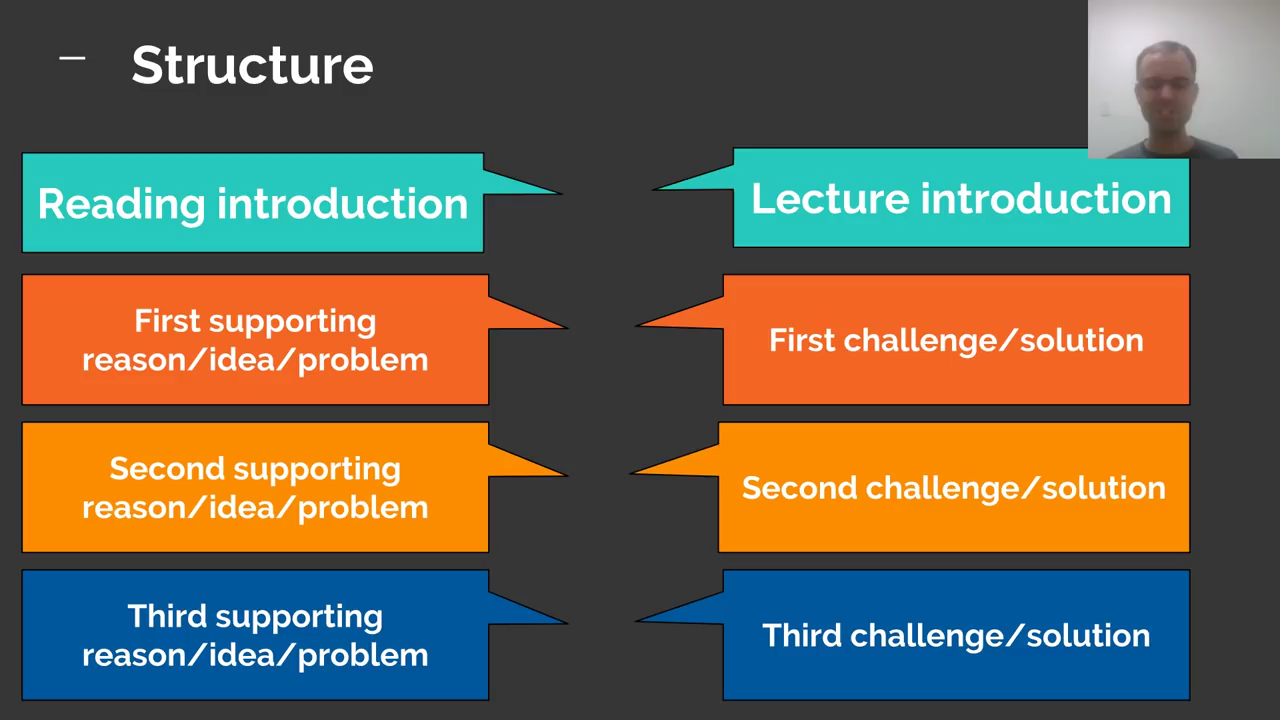 Structure
Reading introduction
Lecture introduction
First supporting
reason/idea/problem
First challenge/solution
Second supporting
reason/idea/problem
Second challenge/solution
Third supporting
reason/idea/problem
Third challenge/solution